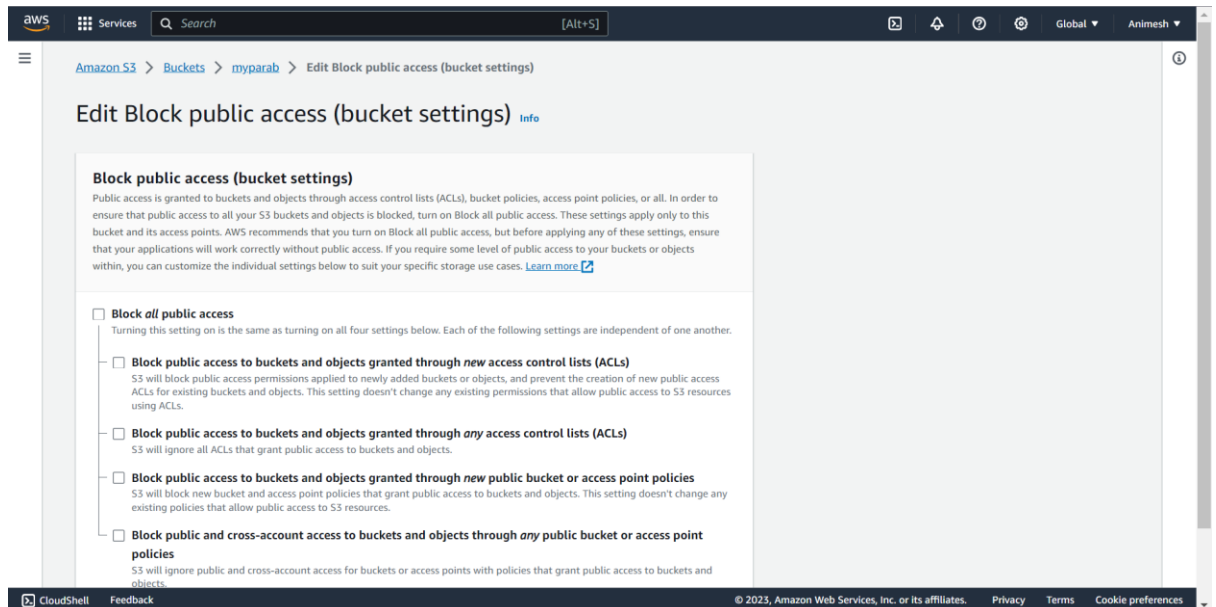 aws
Services
Search
[Alt+S]
Global
Animesh
Amazon S3 > Buckets > myparab > Edit Block public access (bucket settings)
Edit Block public access (bucket settings) Info
Block public access (bucket settings)
Public access is granted to buckets and objects through access control lists (ACLs), bucket policies, access point policies, or all. In order to
ensure that public access to all your S3 buckets and objects is blocked, turn on Block all public access. These settings apply only to this
bucket and its access points. AWS recommends that you turn on Block all public access, but before applying any of these settings, ensure
that your applications will work correctly without public access. If you require some level of public access to your buckets or objects
within, you can customize the individual settings below to suit your specific storage use cases. Learn more
Block all public access
Turning this setting on is the same as turning on all four settings below. Each of the following settings are independent of one another.
Block public access to buckets and objects granted through new access control lists (ACLs)
S3 will block public access permissions applied to newly added buckets or objects, and prevent the creation of new public access
ACLs for existing buckets and objects. This setting doesn't change any existing permissions that allow public access to S3 resources
using ACLs.
Block public access to buckets and objects granted through any access control lists (ACLs)
S3 will ignore all ACLs that grant public access to buckets and objects.
Block public access to buckets and objects granted through new public bucket or access point policies
S3 will block new bucket and access point policies that grant public access to buckets and objects. This setting doesn't change any
existing policies that allow public access to S3 resources.
Block public and cross-account access to buckets and objects through any public bucket or access point
policies
S3 will ignore public and cross-account access for buckets or access points with policies that grant public access to buckets and
objects.
CloudShell Feedback © 2023, Amazon Web Services, Inc. or its affiliates. Privacy Terms Cookie preferences